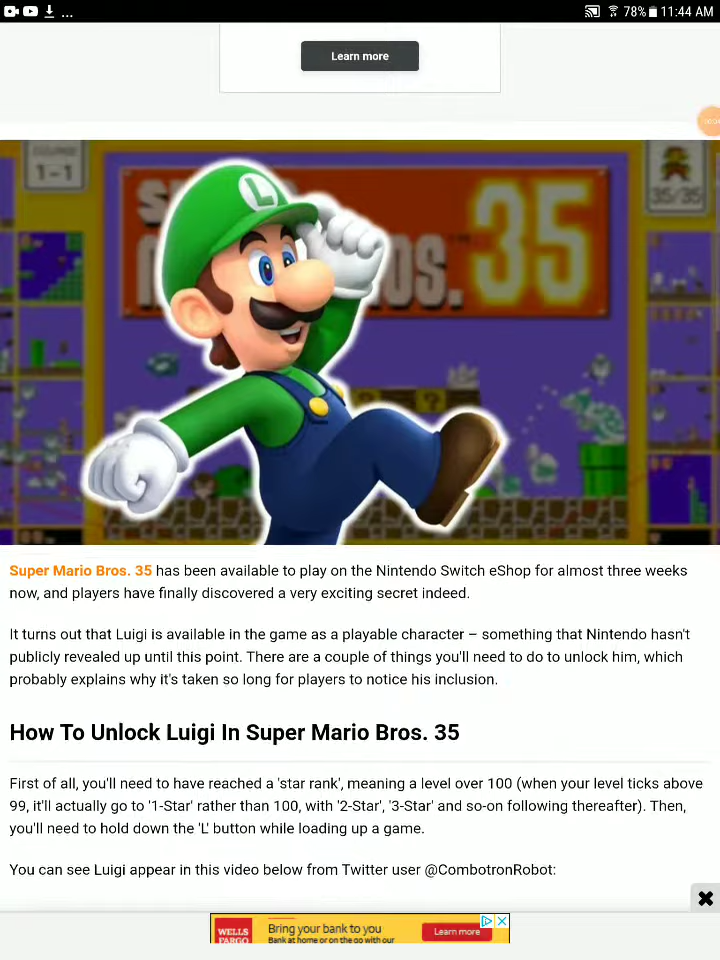 ... 78% 11:44 AM
Learn more
1-1
35/35
35
OS.
L
Super Mario Bros. 35 has been available to play on the Nintendo Switch eShop for almost three weeks
now, and players have finally discovered a very exciting secret indeed.
It turns out that Luigi is available in the game as a playable character – something that Nintendo hasn't
publicly revealed up until this point. There are a couple of things you'll need to do to unlock him, which
probably explains why it's taken so long for players to notice his inclusion.
How To Unlock Luigi In Super Mario Bros. 35
First of all, you'll need to have reached a 'star rank', meaning a level over 100 (when your level ticks above
99, it'll actually go to '1-Star' rather than 100, with '2-Star', '3-Star' and so-on following thereafter). Then,
you'll need to hold down the 'L' button while loading up a game.
You can see Luigi appear in this video below from Twitter user @CombotronRobot:
WELLS
FARGO
Bring your bank to you
Bank at home or on the go with our
Learn more